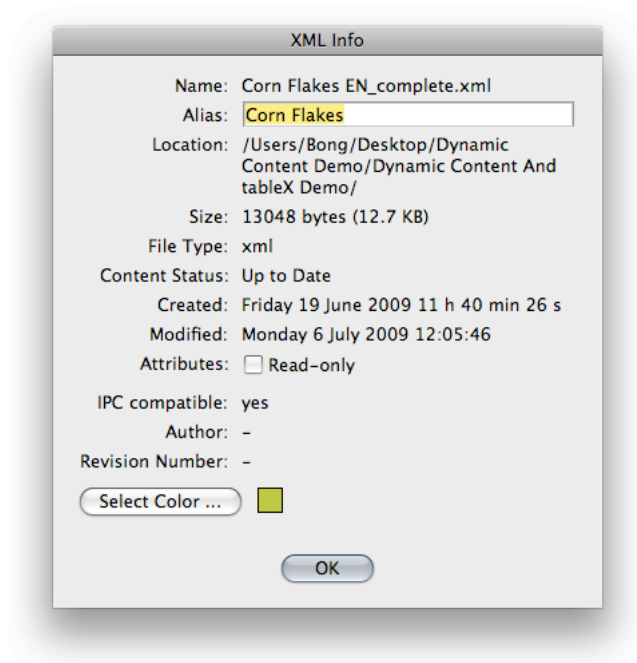 XML Info
Name: Corn Flakes EN_complete.xml
Alias: Corn Flakes
Location: /Users/Bong/Desktop/Dynamic
Content Demo/Dynamic Content And
tableX Demo/
Size: 13048 bytes (12.7 KB)
File Type: xml
Content Status: Up to Date
Created: Friday 19 June 2009 11 h 40 min 26 s
Modified: Monday 6 July 2009 12:05:46
Attributes: Read-only
IPC compatible: yes
Author: –
Revision Number: –
Select Color ...
OK